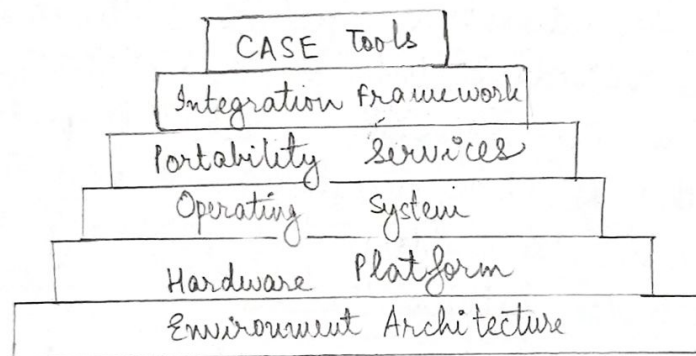 CASE Tools
Integration Framework
Portability Services
Operating System
Hardware Platform
Environment Architecture